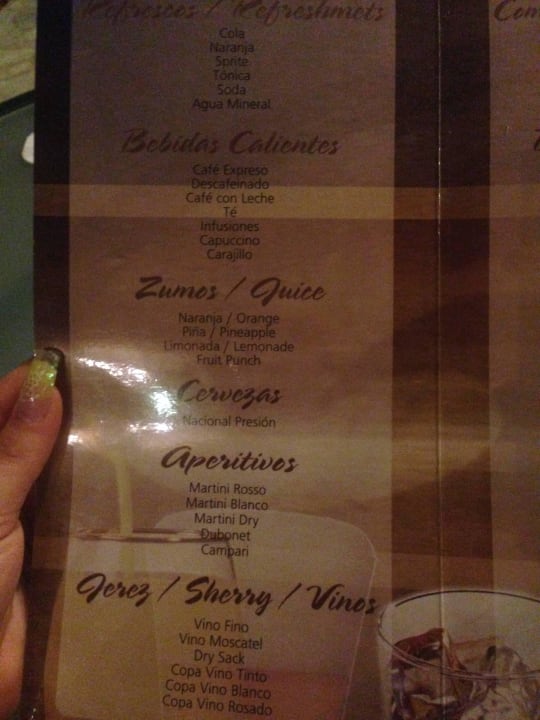 Refrescos / Refreshmets
Cola
Naranja
Sprite
Tónica
Soda
Agua Mineral
Bebidas Calientes
Café Expreso
Descafeinado
Café con Leche
Té
Infusiones
Capuccino
Carajillo
Zumos / Juice
Naranja / Orange
Piña / Pineapple
Limonada / Lemonade
Fruit Punch
Cervezas
Nacional Presión
Aperitivos
Martini Rosso
Martini Blanco
Martini Dry
Dubonet
Campari
Jerez / Sherry / Vinos
Vino Fino
Vino Moscatel
Dry Sack
Copa Vino Tinto
Copa Vino Blanco
Copa Vino Rosado